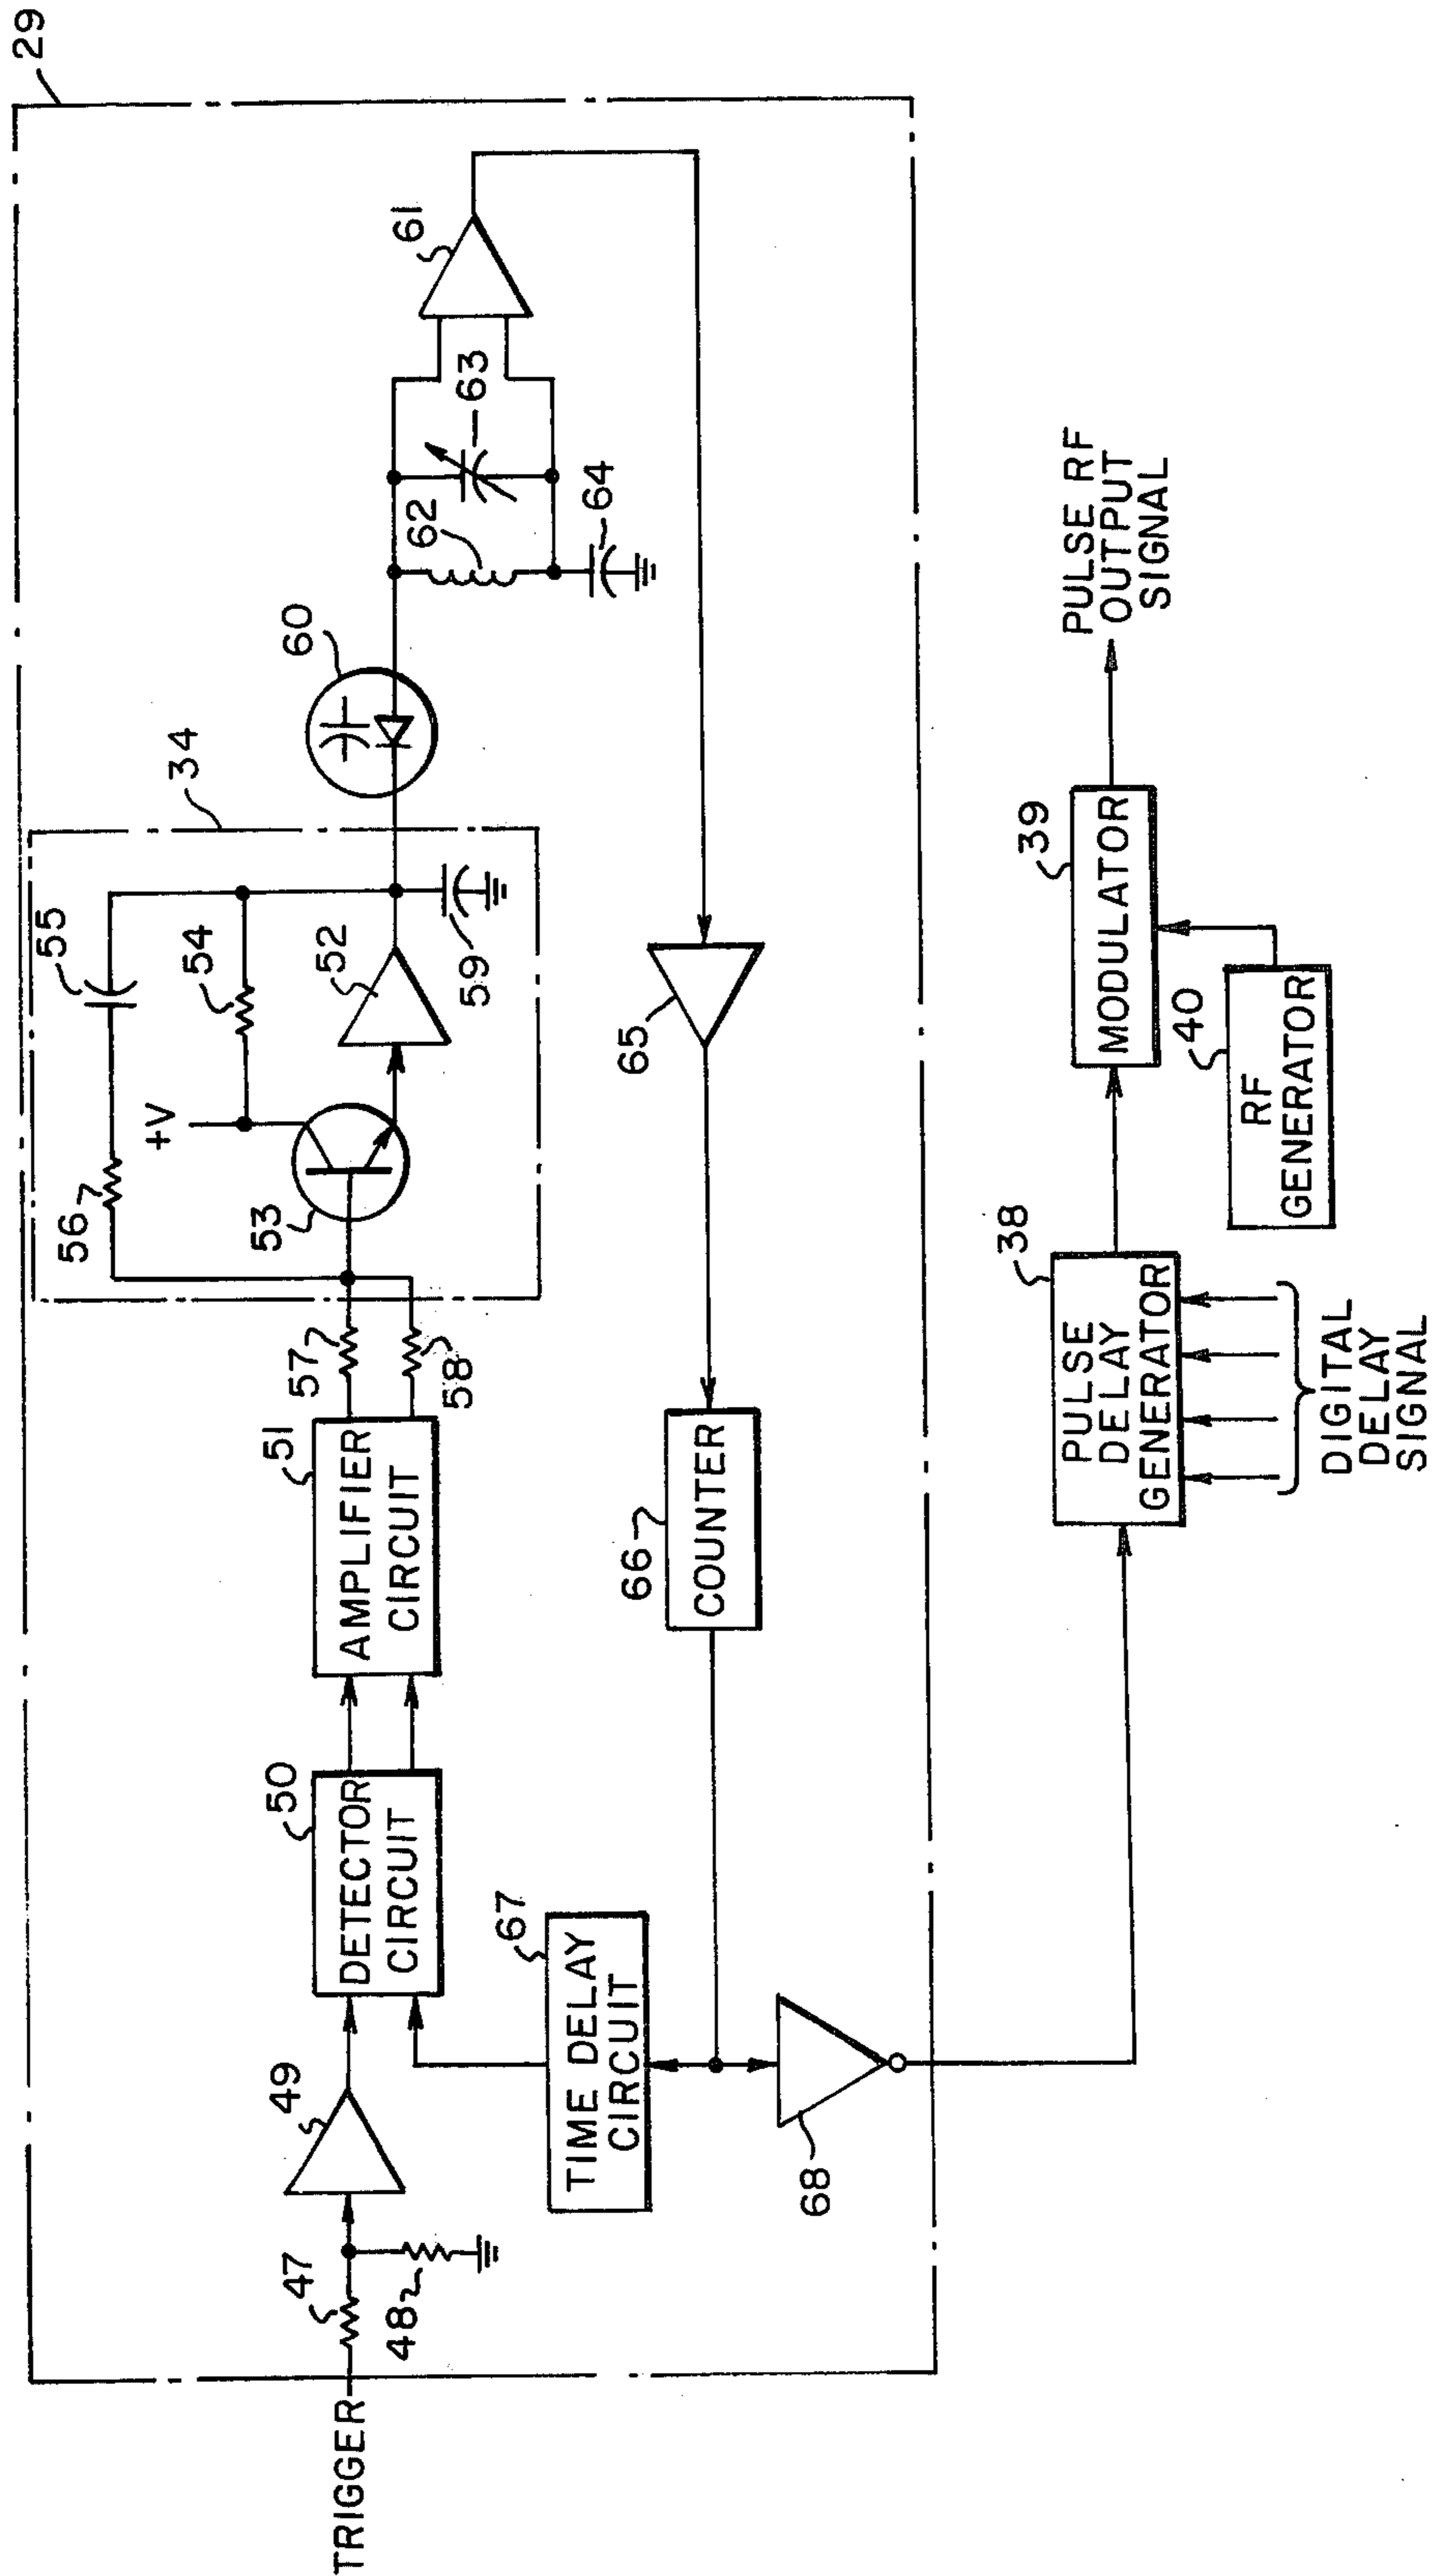 29
34
55
56
54
+V
53
52
59
60
62
63
64
61
TRIGGER
47
48
49
50
DETECTOR
CIRCUIT
51
AMPLIFIER
CIRCUIT
57
58
67
TIME DELAY
CIRCUIT
66
COUNTER
65
68
38
PULSE
DELAY
GENERATOR
DIGITAL
DELAY
SIGNAL
39
MODULATOR
40
RF
GENERATOR
PULSE RF
OUTPUT
SIGNAL